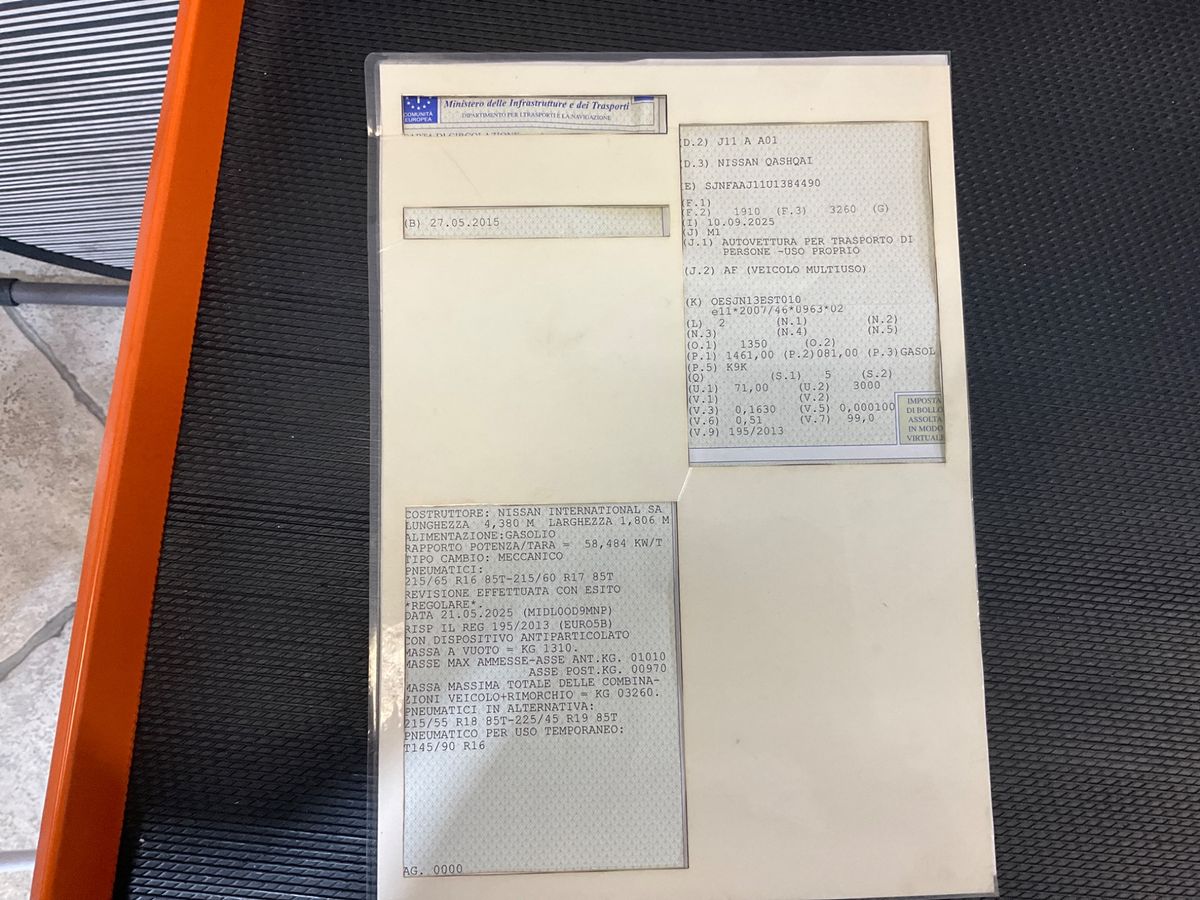 COMUNITÀ
EUROPEA
Ministero delle Infrastrutture e dei Trasporti
DIPARTIMENTO PER I TRASPORTI E LA NAVIGAZIONE
CARTA DI CIRCOLAZIONE
(B) 27.05.2015
(D.2) J11 A A01
(D.3) NISSAN QASHQAI
(E) SJNFAAJ11U1384490
(F.1)
(F.2) 1910 (F.3) 3260 (G)
(I) 10.09.2025
(J) M1
(J.1) AUTOVETTURA PER TRASPORTO DI
PERSONE -USO PROPRIO
(J.2) AF (VEICOLO MULTIUSO)
(K) OESJN13EST010
e11*2007/46*0963*02
(L) 2 (N.1) (N.2)
(N.3) (N.4) (N.5)
(O.1) 1350 (O.2)
(P.1) 1461,00 (P.2)081,00 (P.3)GASOL
(P.5) K9K
(Q) (S.1) 5 (S.2)
(U.1) 71,00 (U.2) 3000
(V.1) (V.2)
(V.3) 0,1630 (V.5) 0,000100
(V.6) 0,51 (V.7) 99,0
(V.9) 195/2013
IMPOSTA
DI BOLLO
ASSOLTA
IN MODO
VIRTUALE
COSTRUTTORE: NISSAN INTERNATIONAL SA
LUNGHEZZA 4,380 M LARGHEZZA 1,806 M
ALIMENTAZIONE:GASOLIO
RAPPORTO POTENZA/TARA = 58,484 KW/T
TIPO CAMBIO: MECCANICO
PNEUMATICI:
215/65 R16 85T-215/60 R17 85T
REVISIONE EFFETTUATA CON ESITO
*REGOLARE*.
DATA 21.05.2025 (MIDL0OD9MNP)
RISP IL REG 195/2013 (EURO5B)
CON DISPOSITIVO ANTIPARTICOLATO
MASSA A VUOTO = KG 1310.
MASSE MAX AMMESSE-ASSE ANT.KG. 01010
ASSE POST.KG. 00970
MASSA MASSIMA TOTALE DELLE COMBINA-
ZIONI VEICOLO+RIMORCHIO = KG 03260.
PNEUMATICI IN ALTERNATIVA:
215/55 R18 85T-225/45 R19 85T
PNEUMATICO PER USO TEMPORANEO:
T145/90 R16
AG. 0000